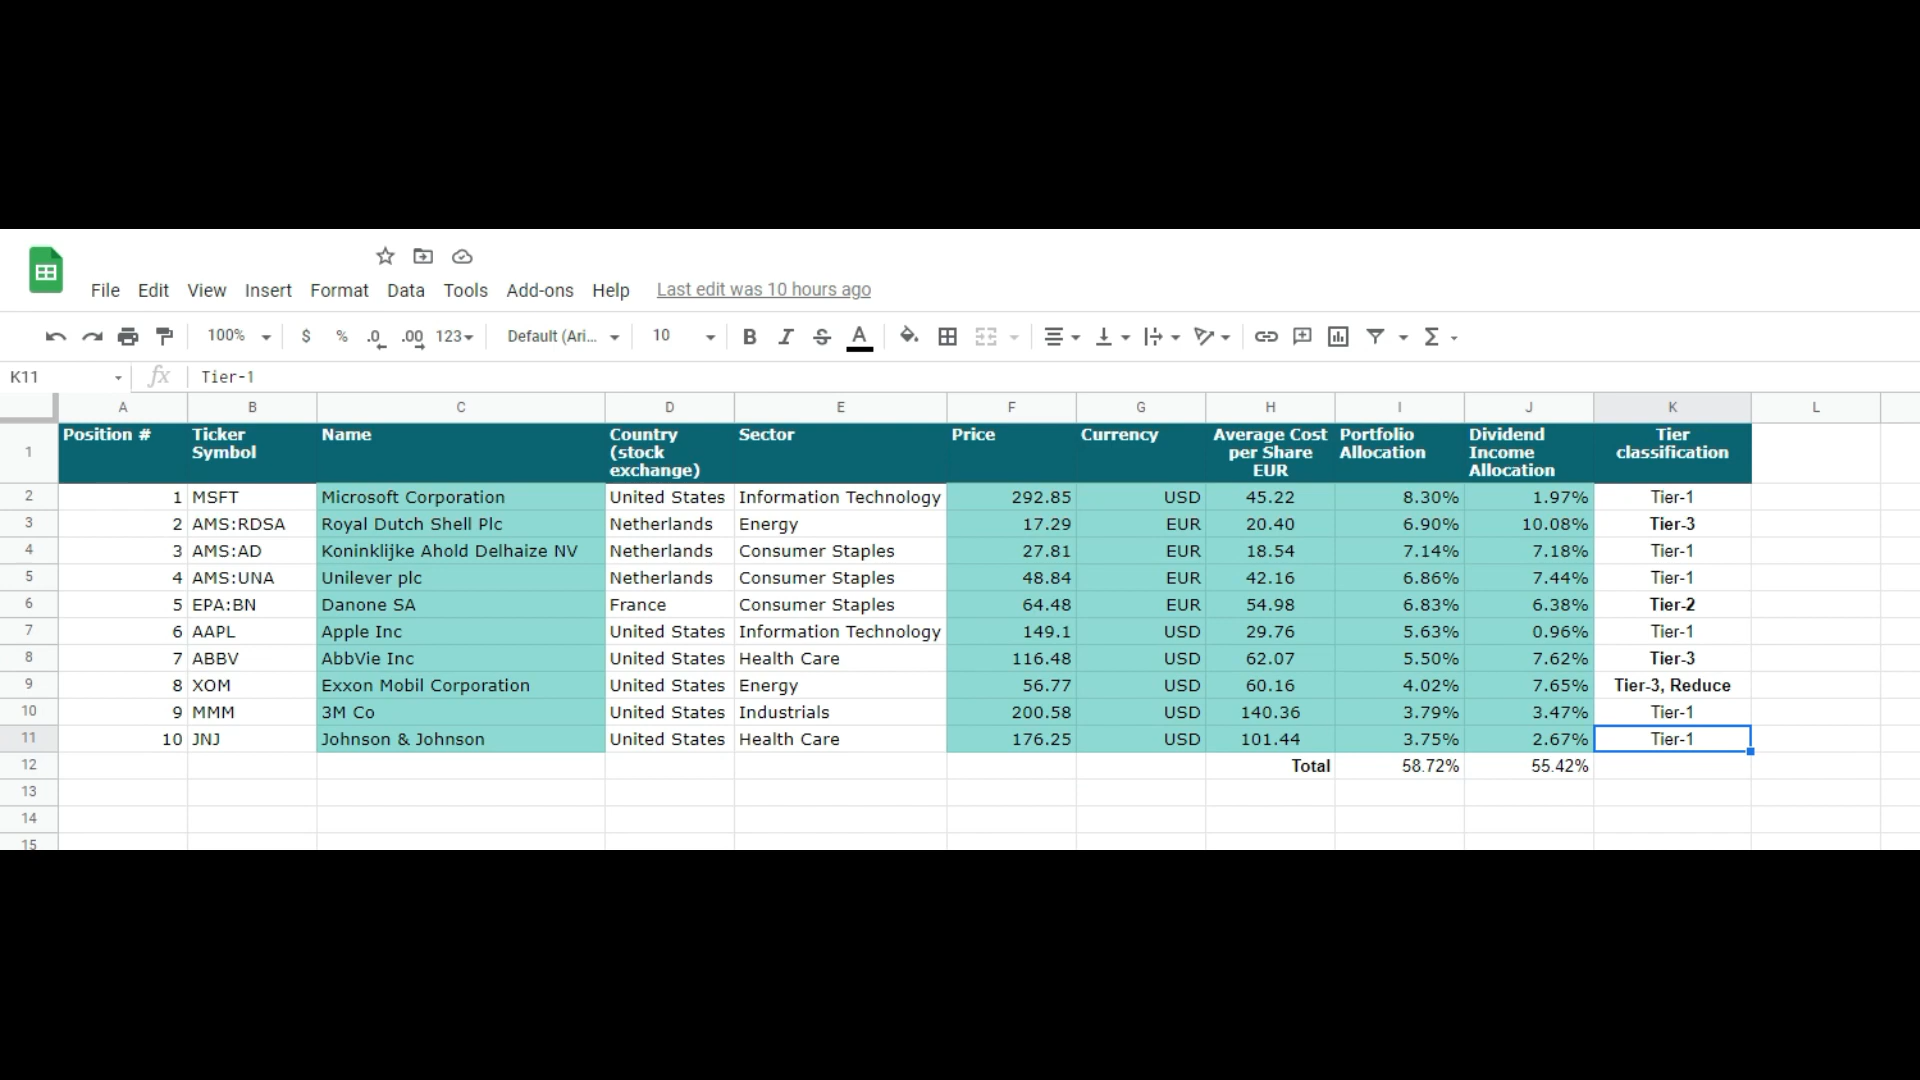 File Edit View Insert Format Data Tools Add-ons Help Last edit was 10 hours ago
100% $ % .0 .00 123 Default (Ari... 10 B I S A
K11 fx Tier-1
A B C D E F G H I J K L
1 Position # Ticker Symbol Name Country (stock exchange) Sector Price Currency Average Cost per Share EUR Portfolio Allocation Dividend Income Allocation Tier classification
2 1 MSFT Microsoft Corporation United States Information Technology 292.85 USD 45.22 8.30% 1.97% Tier-1
3 2 AMS:RDSA Royal Dutch Shell Plc Netherlands Energy 17.29 EUR 20.40 6.90% 10.08% Tier-3
4 3 AMS:AD Koninklijke Ahold Delhaize NV Netherlands Consumer Staples 27.81 EUR 18.54 7.14% 7.18% Tier-1
5 4 AMS:UNA Unilever plc Netherlands Consumer Staples 48.84 EUR 42.16 6.86% 7.44% Tier-1
6 5 EPA:BN Danone SA France Consumer Staples 64.48 EUR 54.98 6.83% 6.38% Tier-2
7 6 AAPL Apple Inc United States Information Technology 149.1 USD 29.76 5.63% 0.96% Tier-1
8 7 ABBV AbbVie Inc United States Health Care 116.48 USD 62.07 5.50% 7.62% Tier-3
9 8 XOM Exxon Mobil Corporation United States Energy 56.77 USD 60.16 4.02% 7.65% Tier-3, Reduce
10 9 MMM 3M Co United States Industrials 200.58 USD 140.36 3.79% 3.47% Tier-1
11 10 JNJ Johnson & Johnson United States Health Care 176.25 USD 101.44 3.75% 2.67% Tier-1
12 Total 58.72% 55.42%
13
14
15